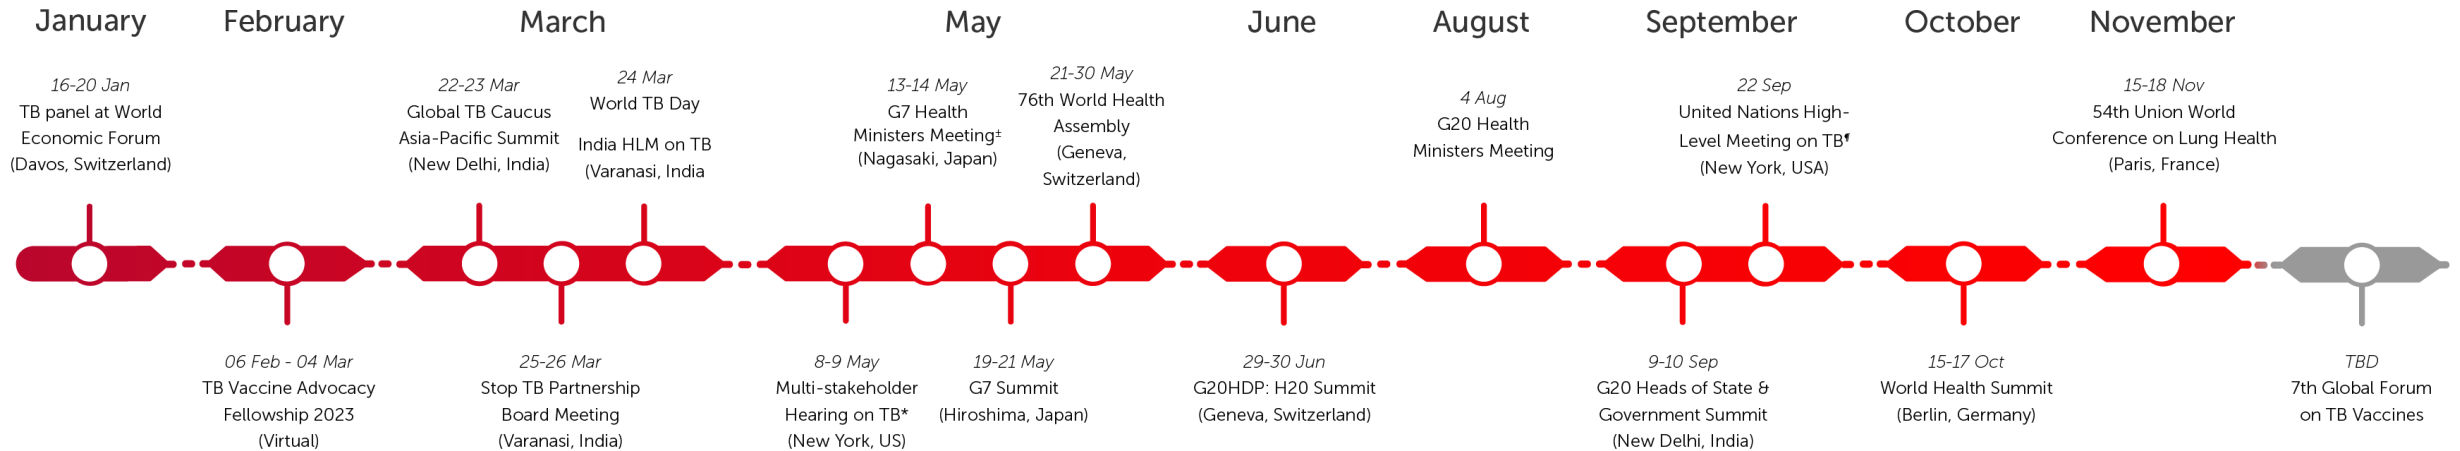 January
February
March
May
June
August
September
October
November
16-20 Jan
TB panel at World
Economic Forum
(Davos, Switzerland)
06 Feb - 04 Mar
TB Vaccine Advocacy
Fellowship 2023
(Virtual)
22-23 Mar
Global TB Caucus
Asia-Pacific Summit
(New Delhi, India)
25-26 Mar
Stop TB Partnership
Board Meeting
(Varanasi, India)
24 Mar
World TB Day
India HLM on TB
(Varanasi, India
8-9 May
Multi-stakeholder
Hearing on TB*
(New York, US)
13-14 May
G7 Health
Ministers Meeting±
(Nagasaki, Japan)
19-21 May
G7 Summit
(Hiroshima, Japan)
21-30 May
76th World Health
Assembly
(Geneva,
Switzerland)
29-30 Jun
G20HDP: H20 Summit
(Geneva, Switzerland)
4 Aug
G20 Health
Ministers Meeting
9-10 Sep
G20 Heads of State &
Government Summit
(New Delhi, India)
22 Sep
United Nations High-
Level Meeting on TB¶
(New York, USA)
15-17 Oct
World Health Summit
(Berlin, Germany)
15-18 Nov
54th Union World
Conference on Lung Health
(Paris, France)
TBD
7th Global Forum
on TB Vaccines